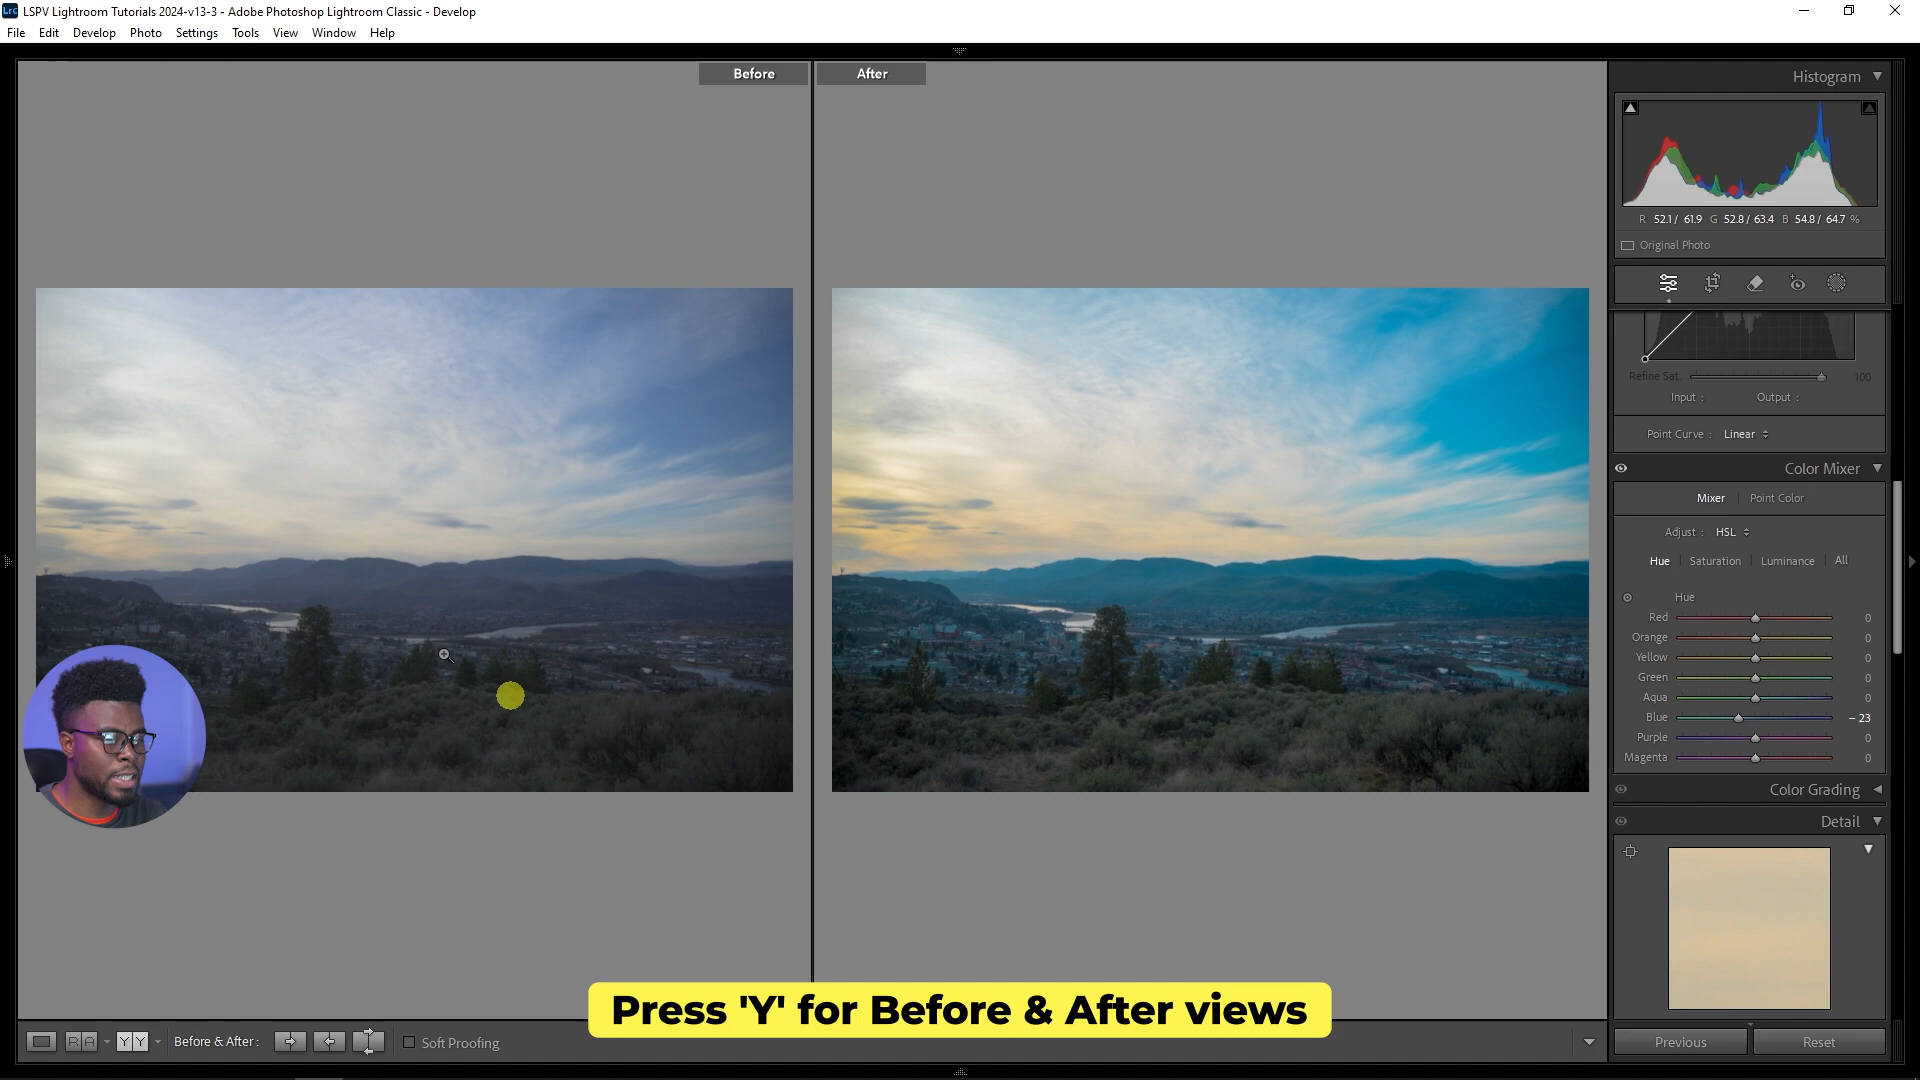 Lrc LSPV Lightroom Tutorials 2024-v13-3 - Adobe Photoshop Lightroom Classic - Develop
File Edit Develop Photo Settings Tools View Window Help
Before After
Histogram
R 52.1 / 61.9 G 52.8 / 63.4 B 54.8 / 64.7 %
Original Photo
Refine Sat. 100
Input : Output :
Point Curve : Linear
Color Mixer
Mixer | Point Color
Adjust : HSL
Hue | Saturation | Luminance | All
Hue
Red 0
Orange 0
Yellow 0
Green 0
Aqua 0
Blue – 23
Purple 0
Magenta 0
Color Grading
Detail
Press 'Y' for Before & After views
R A Y Y Before & After : Soft Proofing
Previous Reset